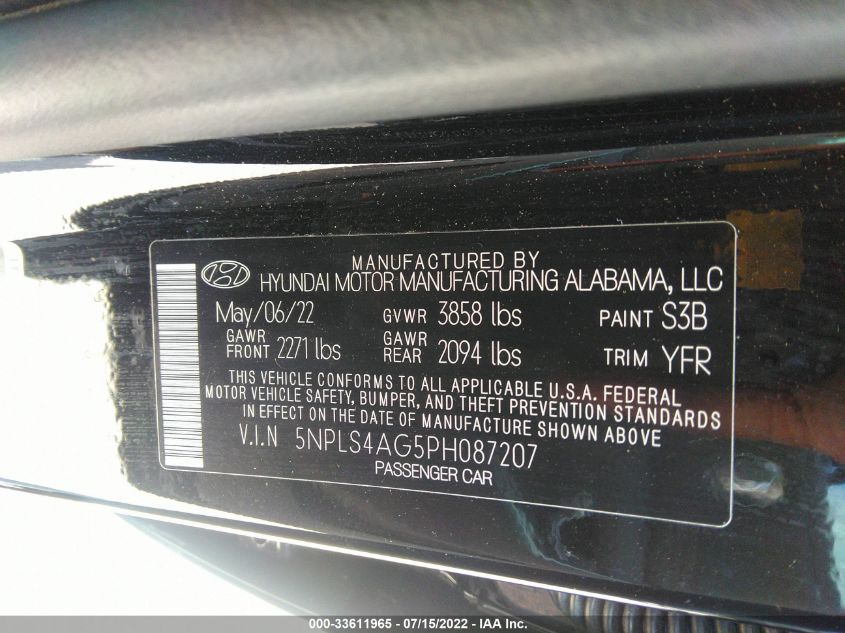 MANUFACTURED BY
HYUNDAI MOTOR MANUFACTURING ALABAMA, LLC
May/06/22 GVWR 3858 lbs PAINT S3B
GAWR FRONT 2271 lbs GAWR REAR 2094 lbs TRIM YFR
THIS VEHICLE CONFORMS TO ALL APPLICABLE U.S.A. FEDERAL
MOTOR VEHICLE SAFETY, BUMPER, AND THEFT PREVENTION STANDARDS
IN EFFECT ON THE DATE OF MANUFACTURE SHOWN ABOVE
V.I.N 5NPLS4AG5PH087207
PASSENGER CAR
000-33611965 - 07/15/2022 - IAA Inc.